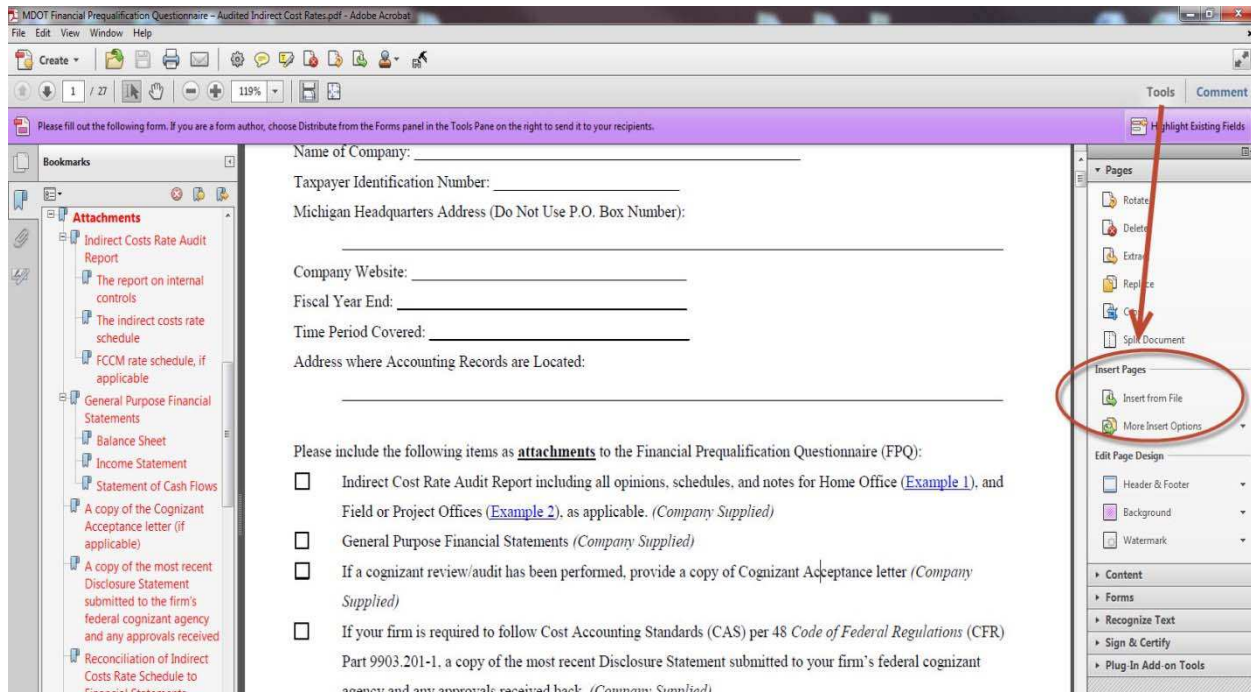 MDOT Financial Prequalification Questionnaire – Audited Indirect Cost Rates.pdf - Adobe Acrobat
File Edit View Window Help
Create
1 / 27 119% Tools Comment
Please fill out the following form. If you are a form author, choose Distribute from the Forms panel in the Tools Pane on the right to send it to your recipients. Highlight Existing Fields
Bookmarks
Attachments
Indirect Costs Rate Audit
Report
The report on internal
controls
The indirect costs rate
schedule
FCCM rate schedule, if
applicable
General Purpose Financial
Statements
Balance Sheet
Income Statement
Statement of Cash Flows
A copy of the Cognizant
Acceptance letter (if
applicable)
A copy of the most recent
Disclosure Statement
submitted to the firm's
federal cognizant agency
and any approvals received
Reconciliation of Indirect
Costs Rate Schedule to
Financial Statements
Name of Company:
Taxpayer Identification Number:
Michigan Headquarters Address (Do Not Use P.O. Box Number):
Company Website:
Fiscal Year End:
Time Period Covered:
Address where Accounting Records are Located:
Please include the following items as attachments to the Financial Prequalification Questionnaire (FPQ):
Indirect Cost Rate Audit Report including all opinions, schedules, and notes for Home Office (Example 1), and
Field or Project Offices (Example 2), as applicable. (Company Supplied)
General Purpose Financial Statements (Company Supplied)
If a cognizant review/audit has been performed, provide a copy of Cognizant Acceptance letter (Company
Supplied)
If your firm is required to follow Cost Accounting Standards (CAS) per 48 Code of Federal Regulations (CFR)
Part 9903.201-1, a copy of the most recent Disclosure Statement submitted to your firm's federal cognizant
agency and any approvals received back. (Company Supplied)
Pages
Rotate
Delete
Extract
Replace
Split Document
Insert Pages
Insert from File
More Insert Options
Edit Page Design
Header & Footer
Background
Watermark
Content
Forms
Recognize Text
Sign & Certify
Plug-In Add-on Tools